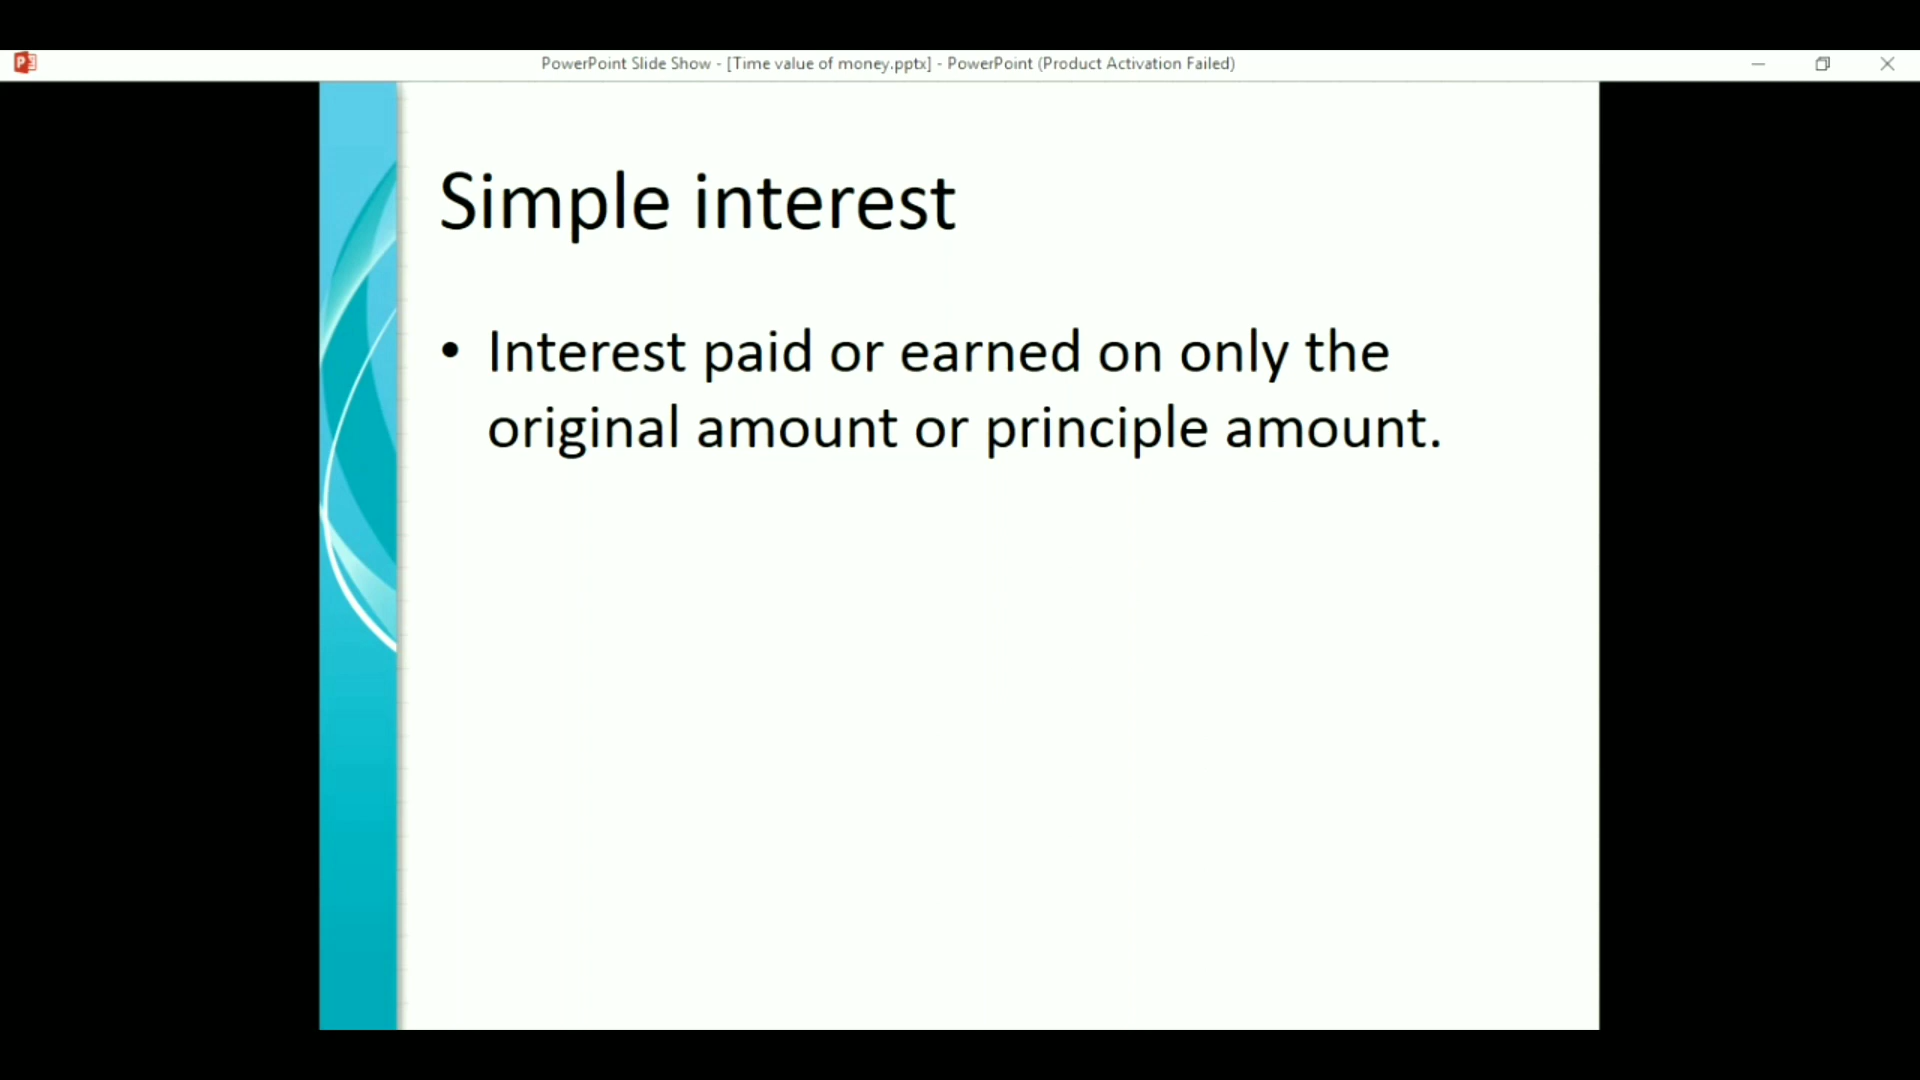 PowerPoint Slide Show - [Time value of money.pptx] - PowerPoint (Product Activation Failed)
Simple interest
• Interest paid or earned on only the
original amount or principle amount.